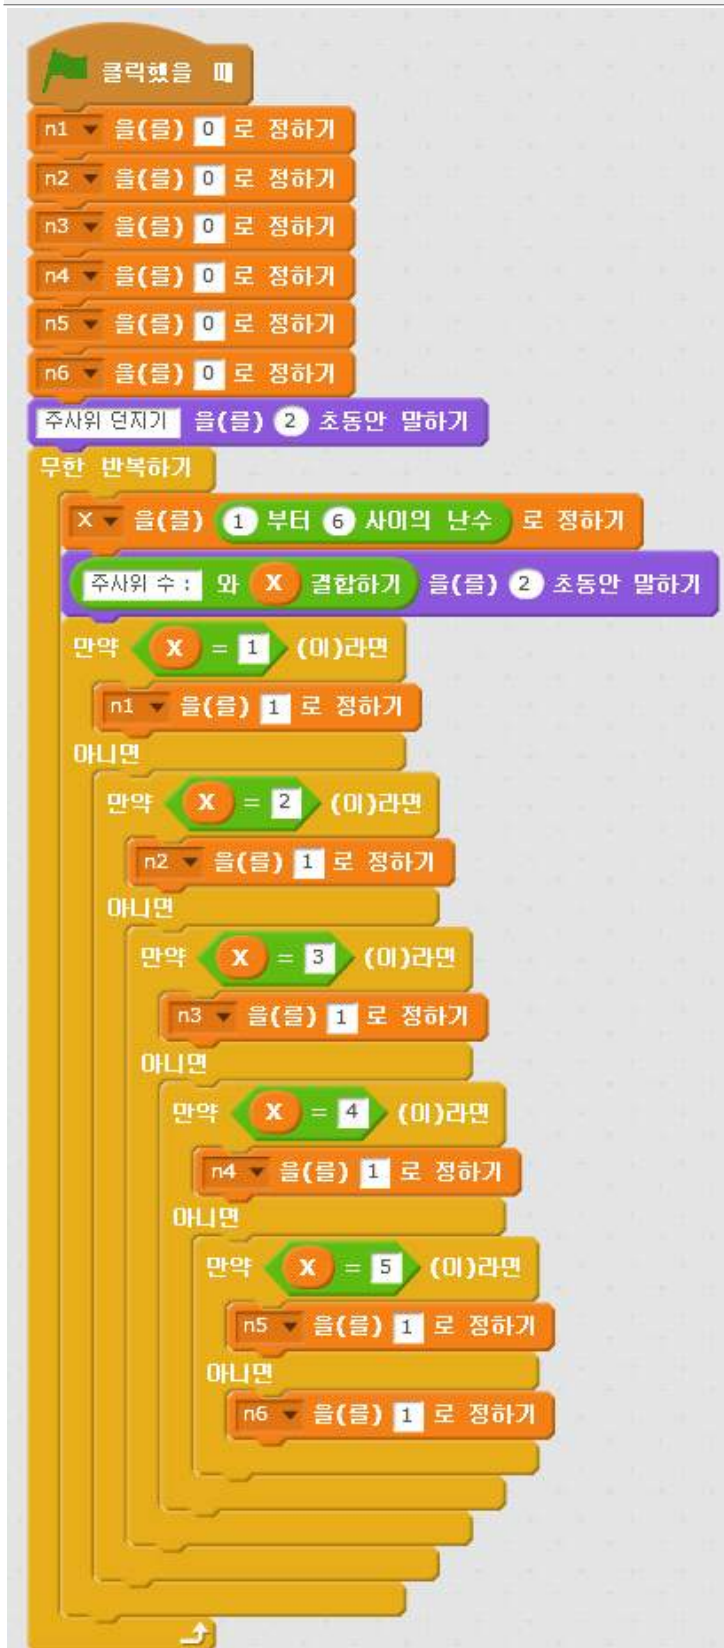 클릭했을 때
n1 을(를) 0 로 정하기
n2 을(를) 0 로 정하기
n3 을(를) 0 로 정하기
n4 을(를) 0 로 정하기
n5 을(를) 0 로 정하기
n6 을(를) 0 로 정하기
주사위 던지기 을(를) 2 초동안 말하기
무한 반복하기
X 을(를) 1 부터 6 사이의 난수 로 정하기
주사위 수 : 와 X 결합하기 을(를) 2 초동안 말하기
만약 X = 1 (이)라면
n1 을(를) 1 로 정하기
아니면
만약 X = 2 (이)라면
n2 을(를) 1 로 정하기
아니면
만약 X = 3 (이)라면
n3 을(를) 1 로 정하기
아니면
만약 X = 4 (이)라면
n4 을(를) 1 로 정하기
아니면
만약 X = 5 (이)라면
n5 을(를) 1 로 정하기
아니면
n6 을(를) 1 로 정하기